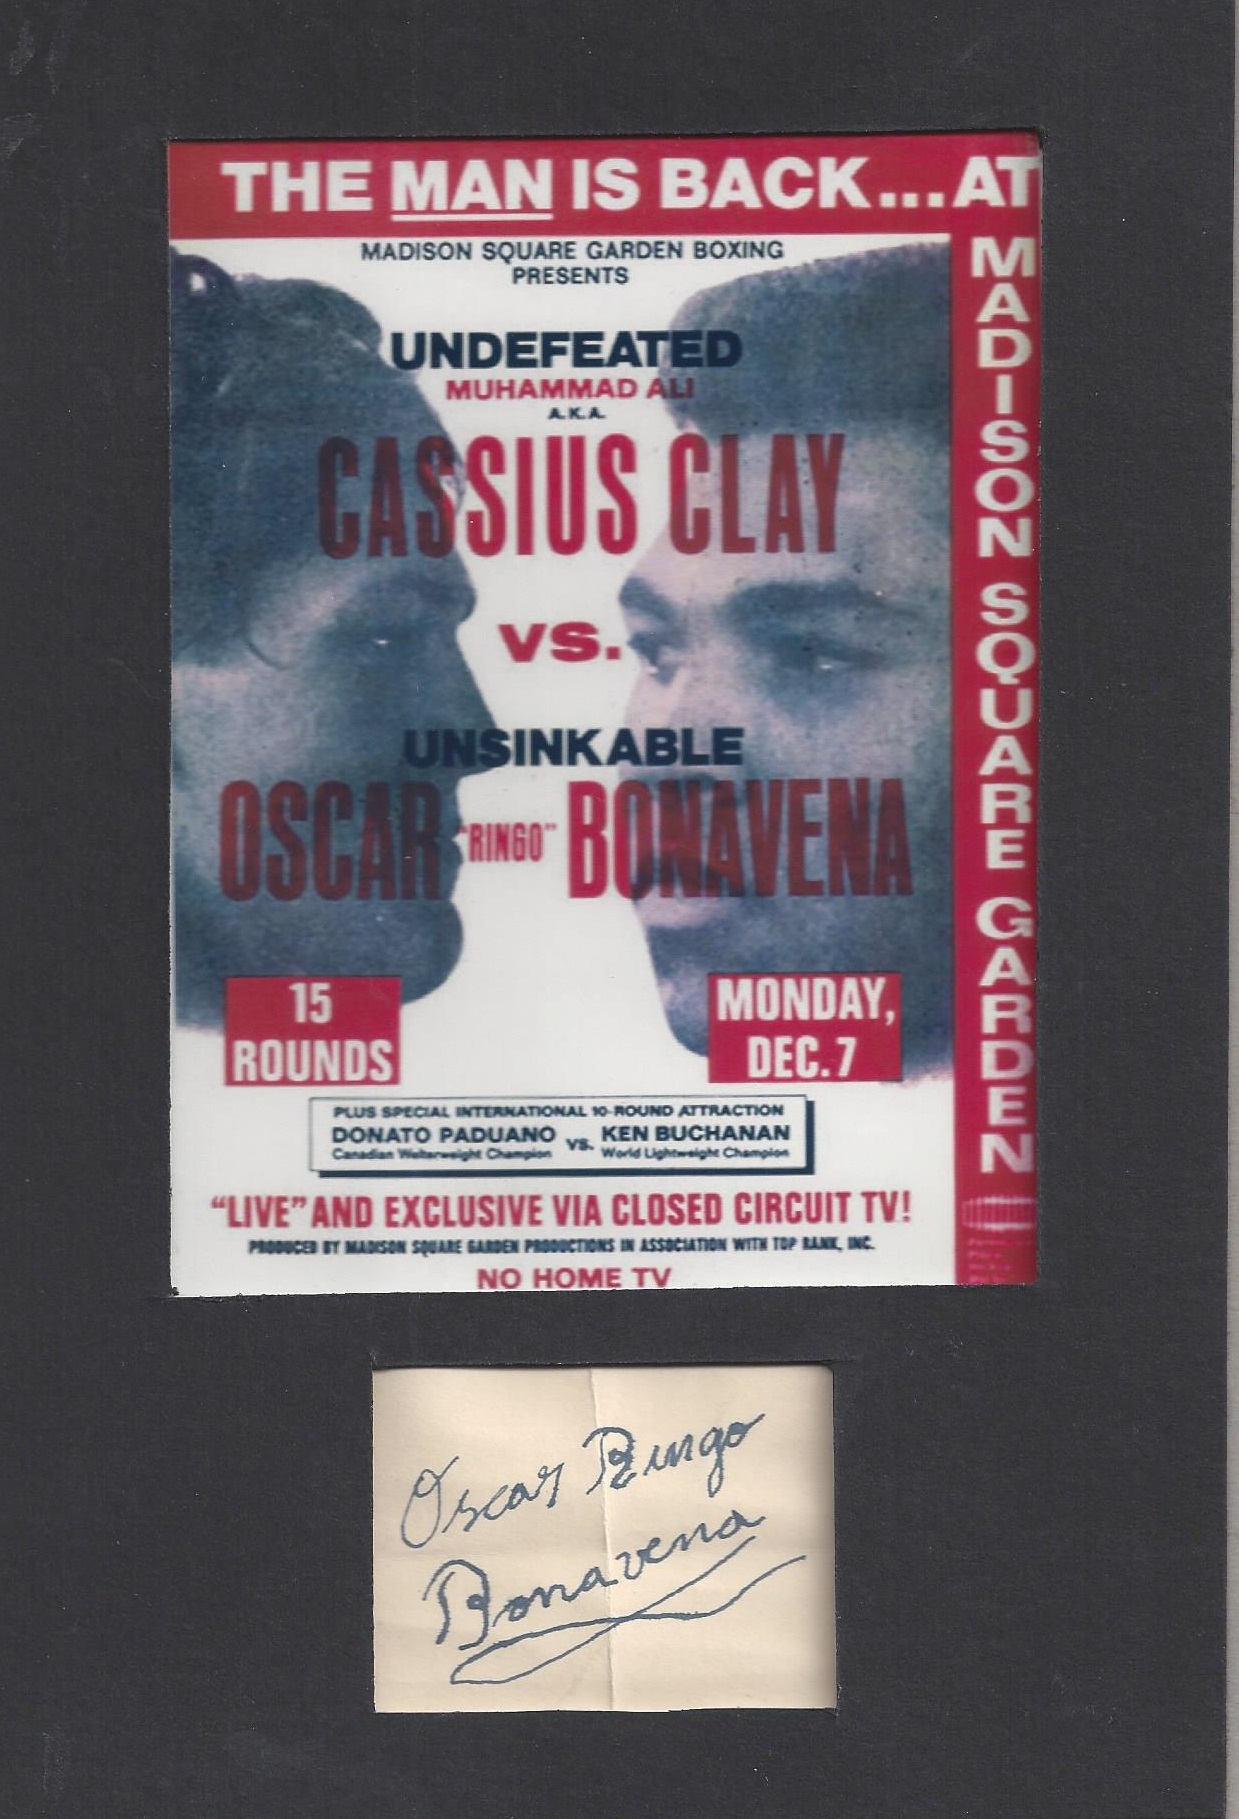 THE MAN IS BACK...AT
MADISON SQUARE GARDEN
MADISON SQUARE GARDEN BOXING
PRESENTS
UNDEFEATED
MUHAMMAD ALI
A.K.A.
CASSIUS CLAY
VS.
UNSINKABLE
OSCAR "RINGO" BONAVENA
15
ROUNDS
MONDAY,
DEC. 7
PLUS SPECIAL INTERNATIONAL 10-ROUND ATTRACTION
DONATO PADUANO VS. KEN BUCHANAN
Canadian Welterweight Champion World Lightweight Champion
"LIVE" AND EXCLUSIVE VIA CLOSED CIRCUIT TV!
PRODUCED BY MADISON SQUARE GARDEN PRODUCTIONS IN ASSOCIATION WITH TOP RANK, INC.
NO HOME TV
Oscar Ringo
Bonavena